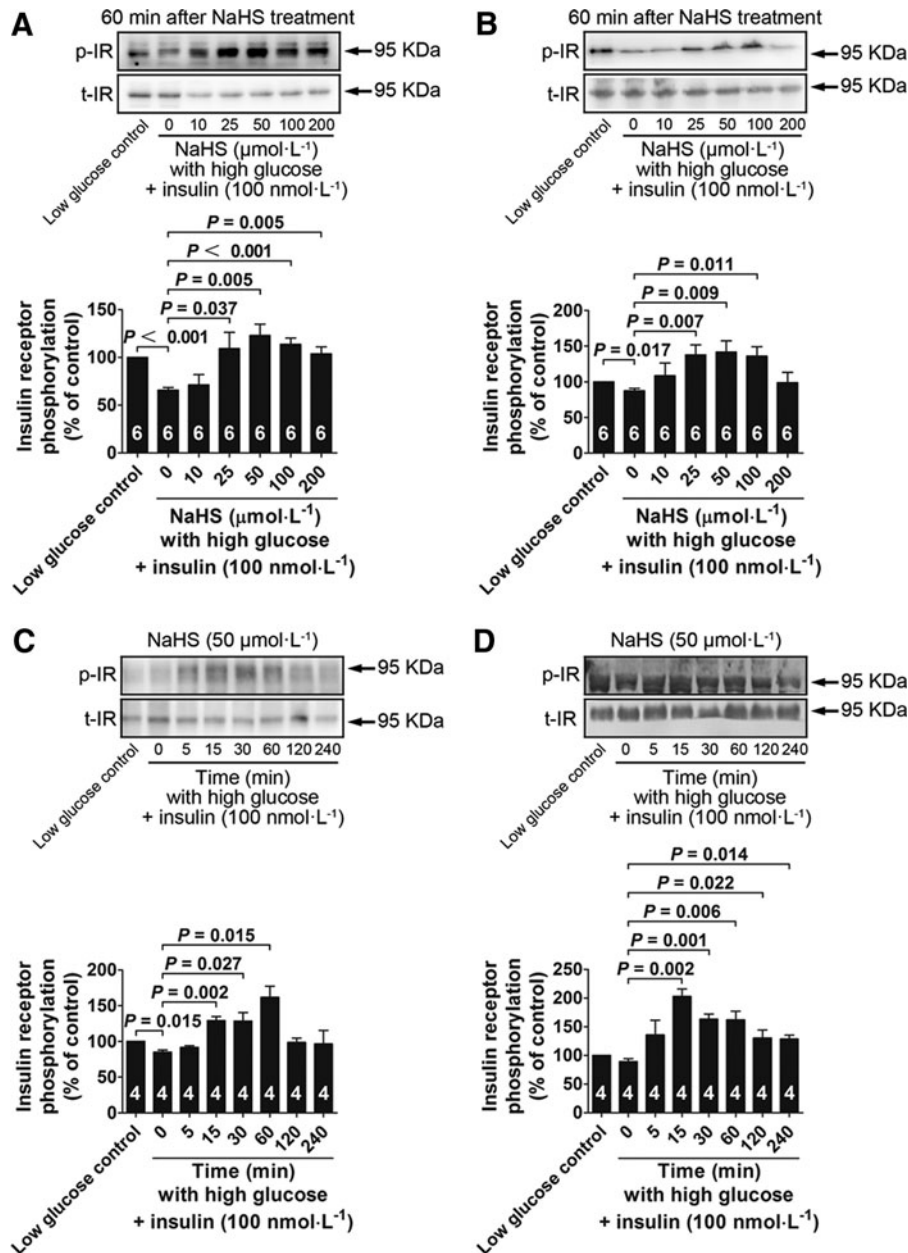 A
60 min after NaHS treatment
p-IR
95 KDa
t-IR
95 KDa
Low glucose control
0 10 25 50 100 200
NaHS (µmol·L⁻¹)
with high glucose
+ insulin (100 nmol·L⁻¹)
P = 0.005
P < 0.001
P = 0.005
P = 0.037
P < 0.001
Insulin receptor
phosphorylation
(% of control)
150
100
50
0
6 6 6 6 6 6 6
Low glucose control
0 10 25 50 100 200
NaHS (µmol·L⁻¹)
with high glucose
+ insulin (100 nmol·L⁻¹)
B
60 min after NaHS treatment
p-IR
95 KDa
t-IR
95 KDa
Low glucose control
0 10 25 50 100 200
NaHS (µmol·L⁻¹)
with high glucose
+ insulin (100 nmol·L⁻¹)
P = 0.011
P = 0.009
P = 0.007
P = 0.017
Insulin receptor
phosphorylation
(% of control)
200
150
100
50
0
6 6 6 6 6 6 6
Low glucose control
0 10 25 50 100 200
NaHS (µmol·L⁻¹)
with high glucose
+ insulin (100 nmol·L⁻¹)
C
NaHS (50 µmol·L⁻¹)
p-IR
95 KDa
t-IR
95 KDa
Low glucose control
0 5 15 30 60 120 240
Time (min)
with high glucose
+ insulin (100 nmol·L⁻¹)
P = 0.015
P = 0.027
P = 0.002
P = 0.015
Insulin receptor
phosphorylation
(% of control)
200
150
100
50
0
4 4 4 4 4 4 4 4
Low glucose control
0 5 15 30 60 120 240
Time (min)
with high glucose
+ insulin (100 nmol·L⁻¹)
D
NaHS (50 µmol·L⁻¹)
p-IR
95 KDa
t-IR
95 KDa
Low glucose control
0 5 15 30 60 120 240
Time (min)
with high glucose
+ insulin (100 nmol·L⁻¹)
P = 0.014
P = 0.022
P = 0.006
P = 0.001
P = 0.002
Insulin receptor
phosphorylation
(% of control)
250
200
150
100
50
0
4 4 4 4 4 4 4 4
Low glucose control
0 5 15 30 60 120 240
Time (min)
with high glucose
+ insulin (100 nmol·L⁻¹)